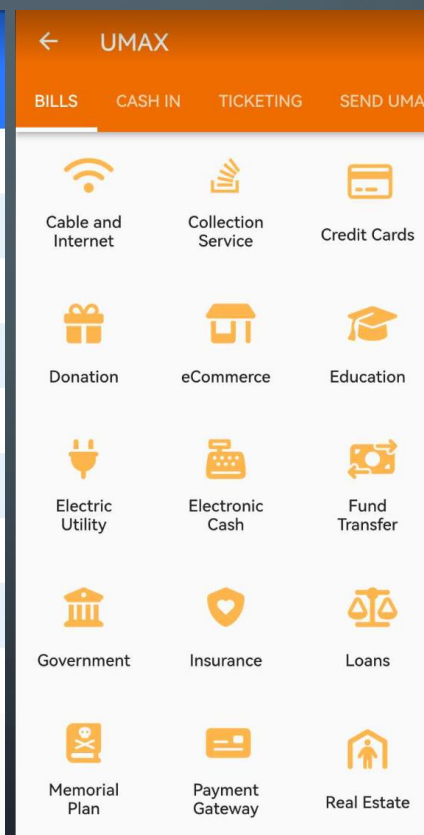 UMAX
BILLS CASH IN TICKETING SEND UMA
Cable and
Internet
Collection
Service
Credit Cards
Donation
eCommerce
Education
Electric
Utility
Electronic
Cash
Fund
Transfer
Government
Insurance
Loans
Memorial
Plan
Payment
Gateway
Real Estate